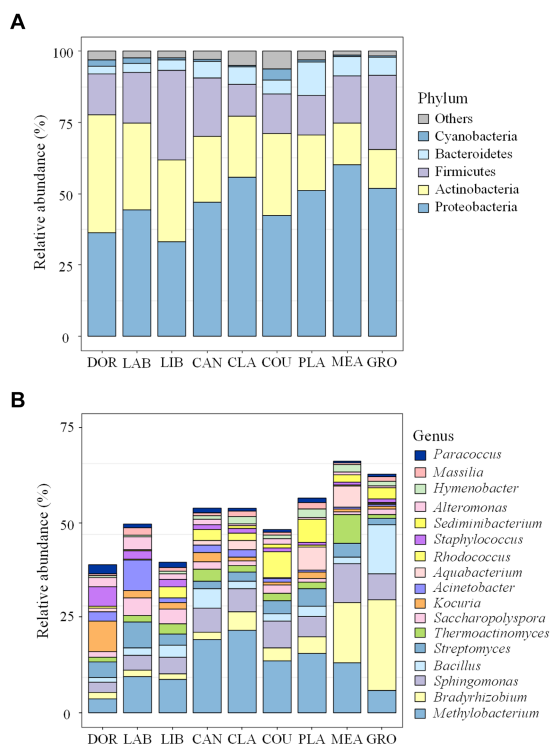 A
100
75
50
25
0
Relative abundance (%)
DOR LAB LIB CAN CLA COU PLA MEA GRO
Phylum
Others
Cyanobacteria
Bacteroidetes
Firmicutes
Actinobacteria
Proteobacteria
B
75
50
25
0
Relative abundance (%)
DOR LAB LIB CAN CLA COU PLA MEA GRO
Genus
Paracoccus
Massilia
Hymenobacter
Alteromonas
Sediminibacterium
Staphylococcus
Rhodococcus
Aquabacterium
Acinetobacter
Kocuria
Saccharopolyspora
Thermoactinomyces
Streptomyces
Bacillus
Sphingomonas
Bradyrhizobium
Methylobacterium